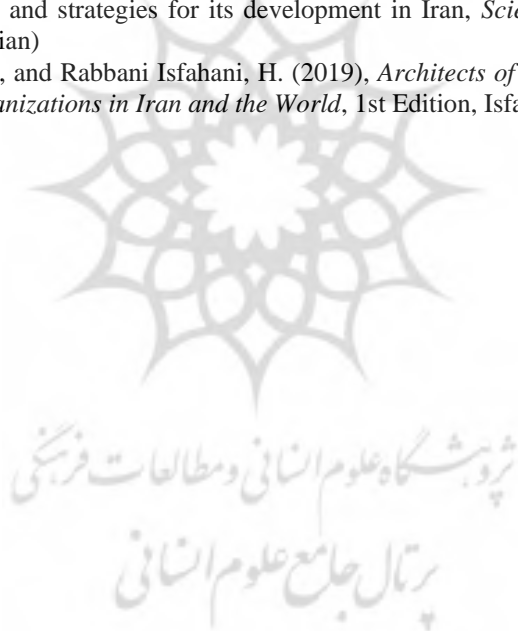 and strategies for its development in Iran, Scie
ian)
, and Rabbani Isfahani, H. (2019), Architects of
anizations in Iran and the World, 1st Edition, Isfa
پژوهشگاه علوم انسانی و مطالعات فرهنگی
پرتال جامع علوم انسانی